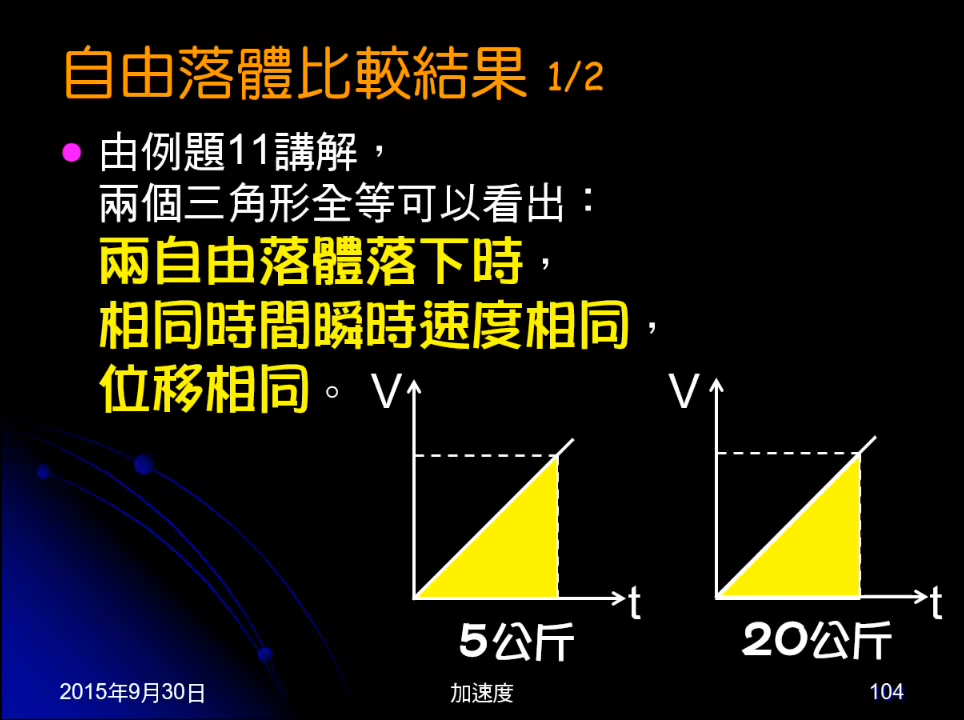 自由落體比較結果 1/2
由例題11講解，
兩個三角形全等可以看出：
兩自由落體落下時，
相同時間瞬時速度相同，
位移相同。
V
V
t
t
5公斤
20公斤
2015年9月30日
加速度
104